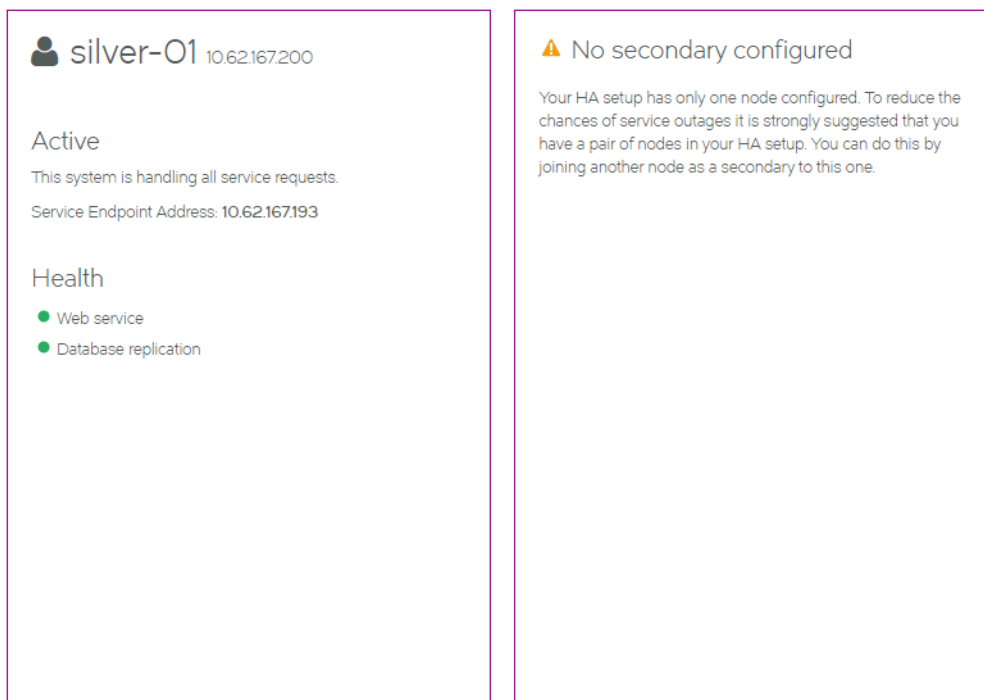 silver-01 10.62.167.200
Active
This system is handling all service requests.
Service Endpoint Address: 10.62.167.193
Health
Web service
Database replication
No secondary configured
Your HA setup has only one node configured. To reduce the
chances of service outages it is strongly suggested that you
have a pair of nodes in your HA setup. You can do this by
joining another node as a secondary to this one.